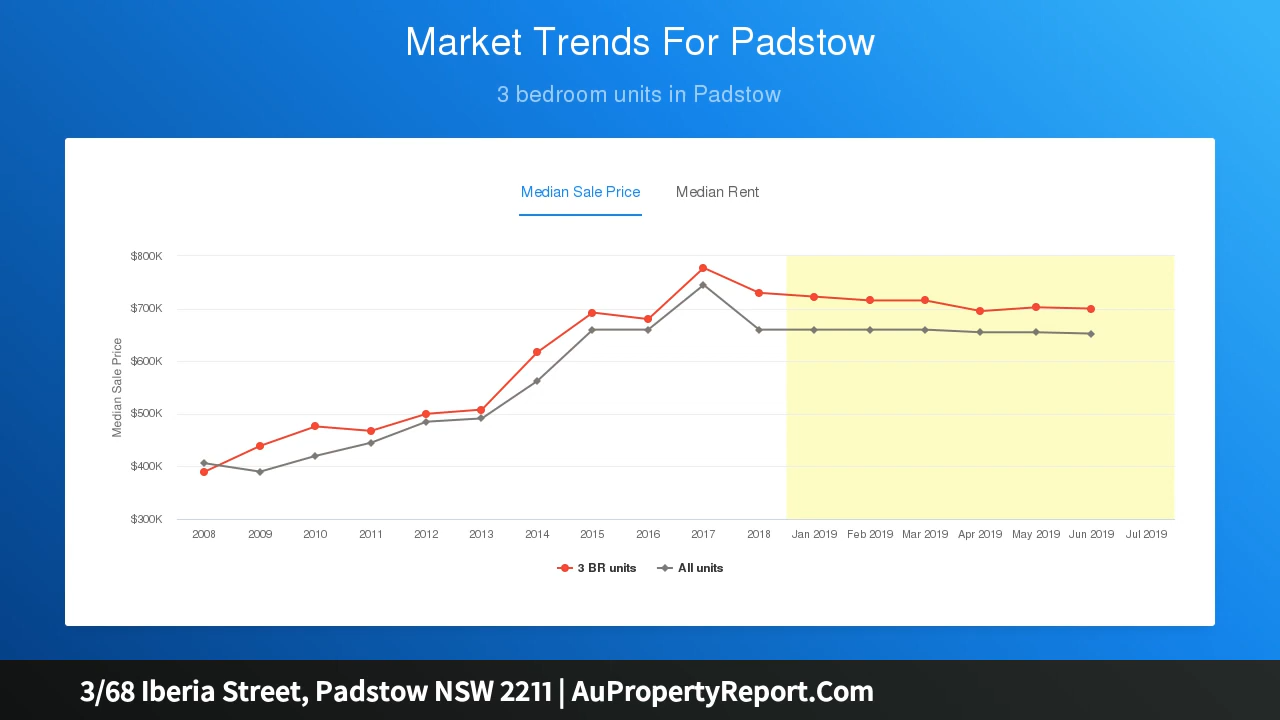 Market Trends For Padstow
3 bedroom units in Padstow
Median Sale Price Median Rent
$800K
$700K
$600K
$500K
$400K
$300K
Median Sale Price
2008 2009 2010 2011 2012 2013 2014 2015 2016 2017 2018 Jan 2019 Feb 2019 Mar 2019 Apr 2019 May 2019 Jun 2019 Jul 2019
3 BR units All units
3/68 Iberia Street, Padstow NSW 2211 | AuPropertyReport.Com